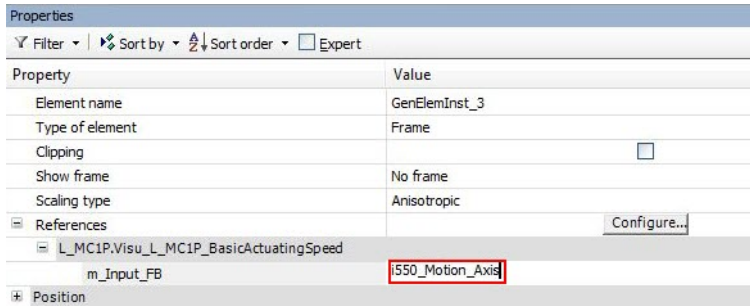 Properties
Filter Sort by Sort order Expert
Property Value
Element name GenElemInst_3
Type of element Frame
Clipping
Show frame No frame
Scaling type Anisotropic
References Configure...
L_MC1P.Visu_L_MC1P_BasicActuatingSpeed
m_Input_FB i550_Motion_Axis
Position